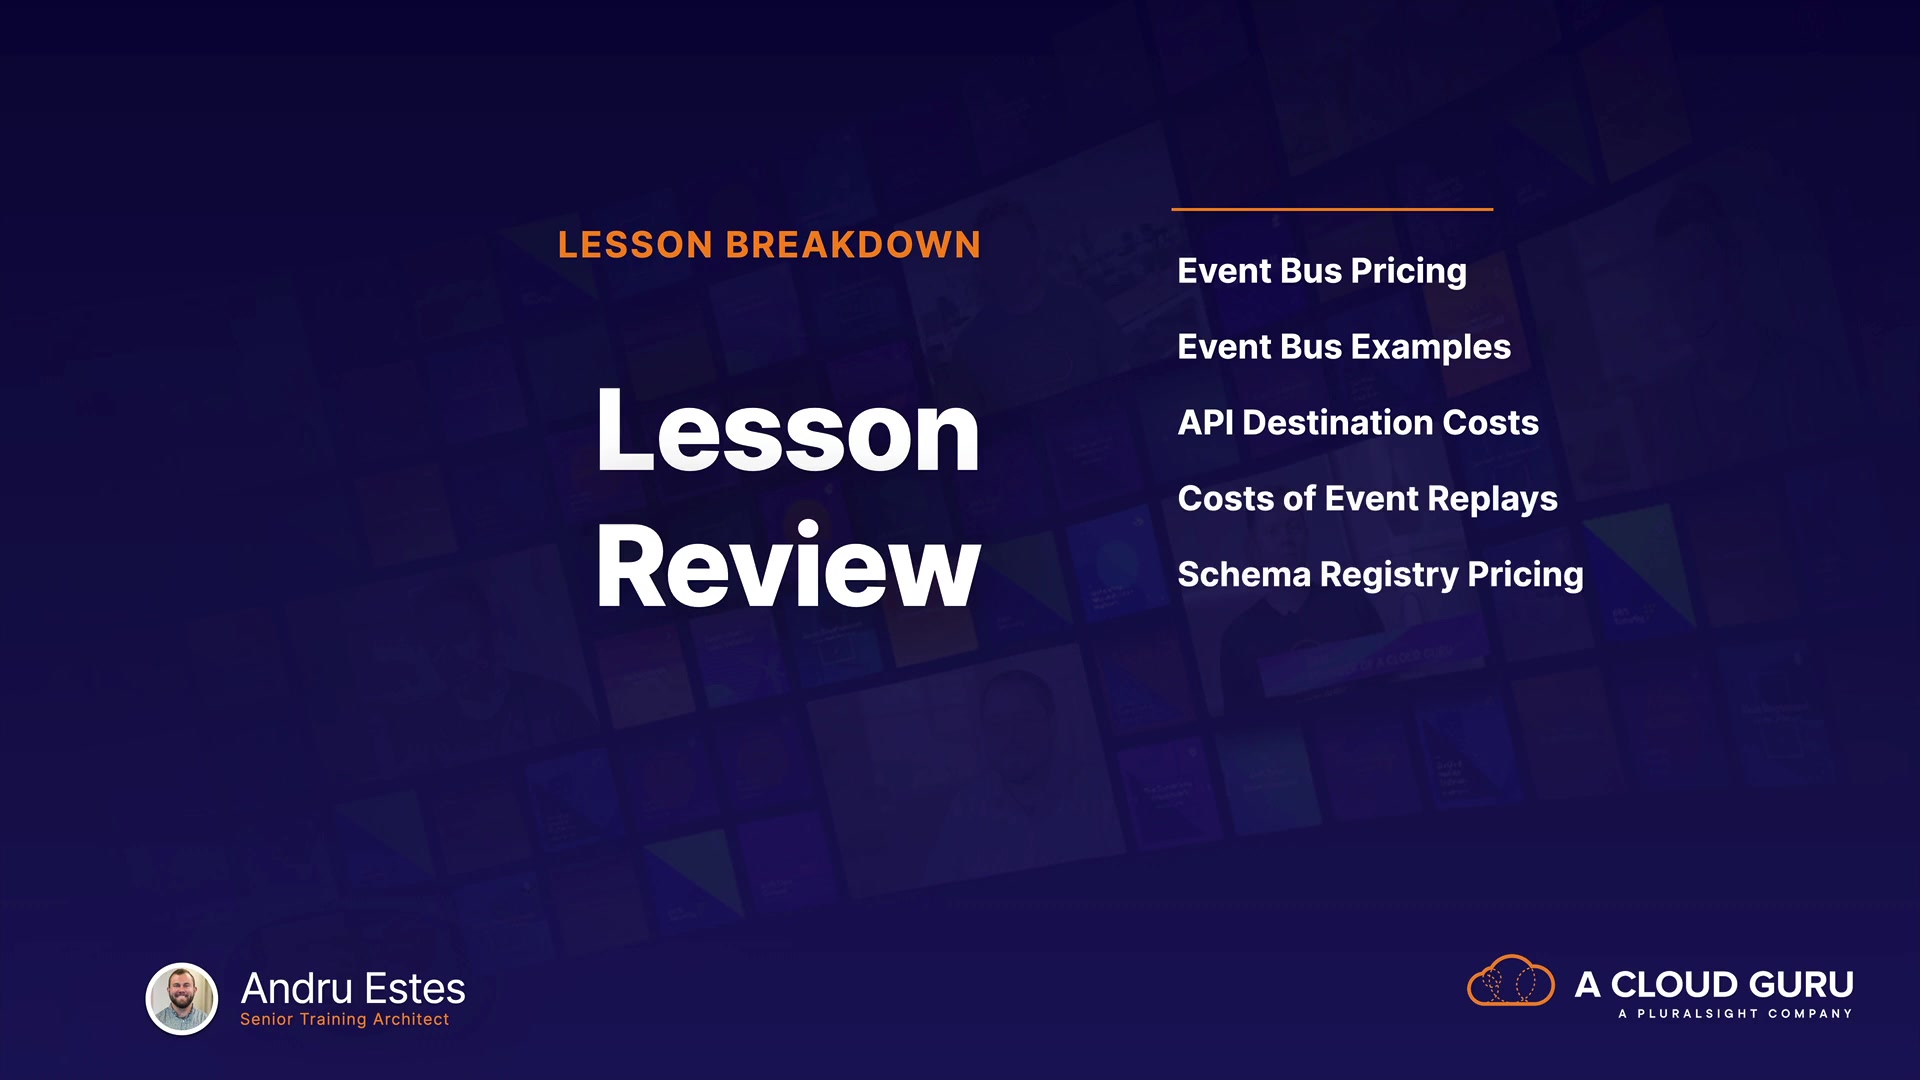 LESSON BREAKDOWN
Lesson
Review
Event Bus Pricing
Event Bus Examples
API Destination Costs
Costs of Event Replays
Schema Registry Pricing
Andru Estes
Senior Training Architect
A CLOUD GURU
A PLURALSIGHT COMPANY